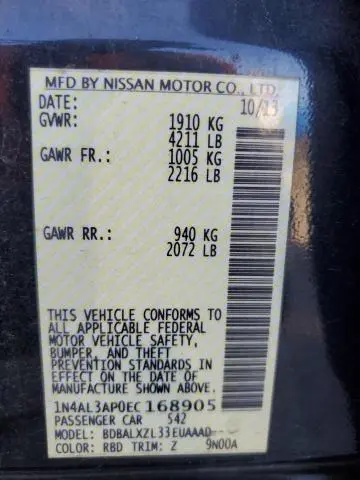 MFD BY NISSAN MOTOR CO., LTD.
DATE: 10/13
GVWR: 1910 KG
4211 LB
GAWR FR.: 1005 KG
2216 LB
GAWR RR.: 940 KG
2072 LB
THIS VEHICLE CONFORMS TO
ALL APPLICABLE FEDERAL
MOTOR VEHICLE SAFETY,
BUMPER, AND THEFT
PREVENTION STANDARDS IN
EFFECT ON THE DATE OF
MANUFACTURE SHOWN ABOVE.
1N4AL3AP0EC168905
PASSENGER CAR 542
MODEL: BDBALXZL33EUAAAD
COLOR: RBD TRIM: Z 9N00A